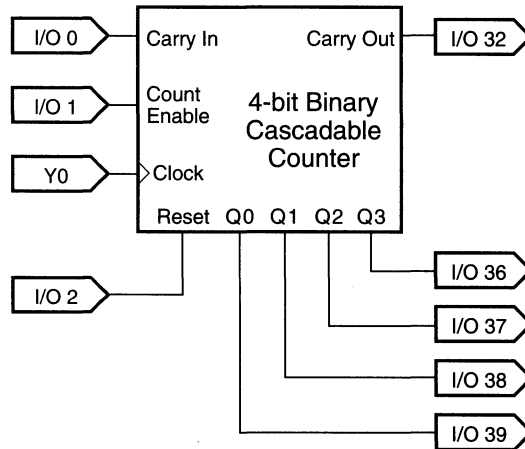 I/O 0
Carry In
Carry Out
I/O 32
I/O 1
Count
Enable
4-bit Binary
Cascadable
Counter
Y0
Clock
Reset Q0 Q1 Q2 Q3
I/O 2
I/O 36
I/O 37
I/O 38
I/O 39